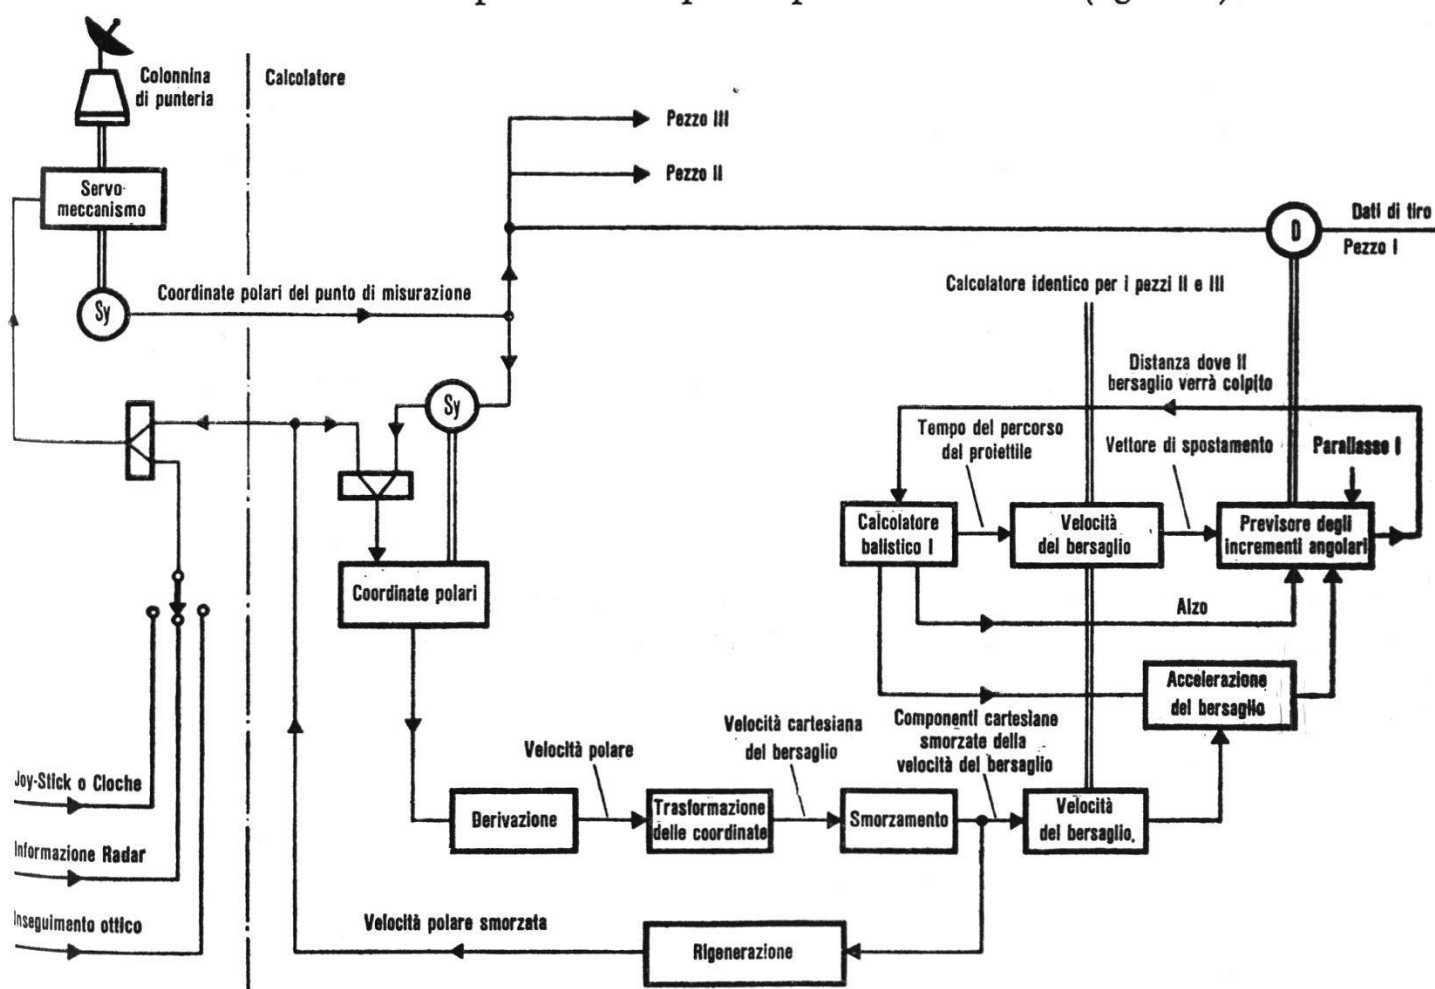 Colonnina
di punteria
Calcolatore
Pezzo III
Pezzo II
Servo-
meccanismo
D
Dati di tiro
Pezzo I
Sy
Coordinate polari del punto di misurazione
Calcolatore identico per i pezzi II e III
Distanza dove il
bersaglio verrà colpito
Sy
Tempo del percorso
del proiettile
Vettore di spostamento
Parallasse I
Calcolatore
balistico I
Velocità
del bersaglio
Previsore degli
incrementi angolari
Coordinate polari
Alzo
Accelerazione
del bersaglio
Velocità polare
Velocità cartesiana
del bersaglio
Componenti cartesiane
smorzate della
velocità del bersaglio
Joy-Stick o Cloche
Derivazione
Trasformazione
delle coordinate
Smorzamento
Velocità
del bersaglio
Informazione Radar
Inseguimento ottico
Velocità polare smorzata
Rigenerazione